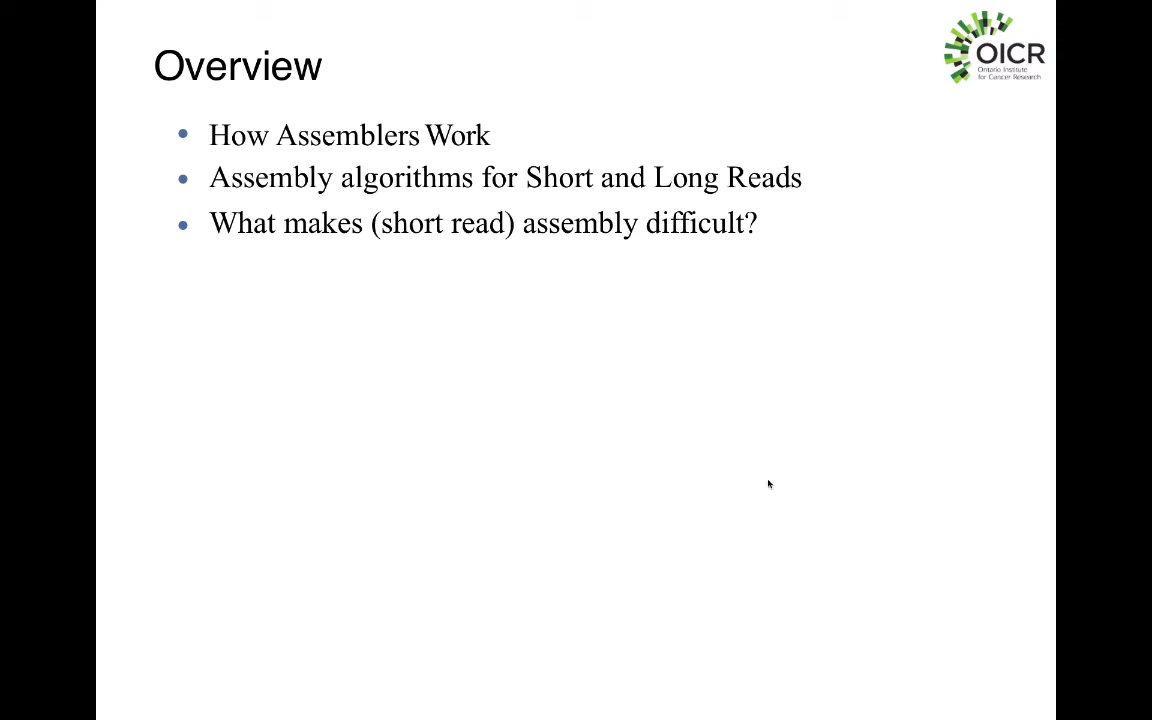 Overview
OICR
Ontario Institute
for Cancer Research
• How Assemblers Work
• Assembly algorithms for Short and Long Reads
• What makes (short read) assembly difficult?